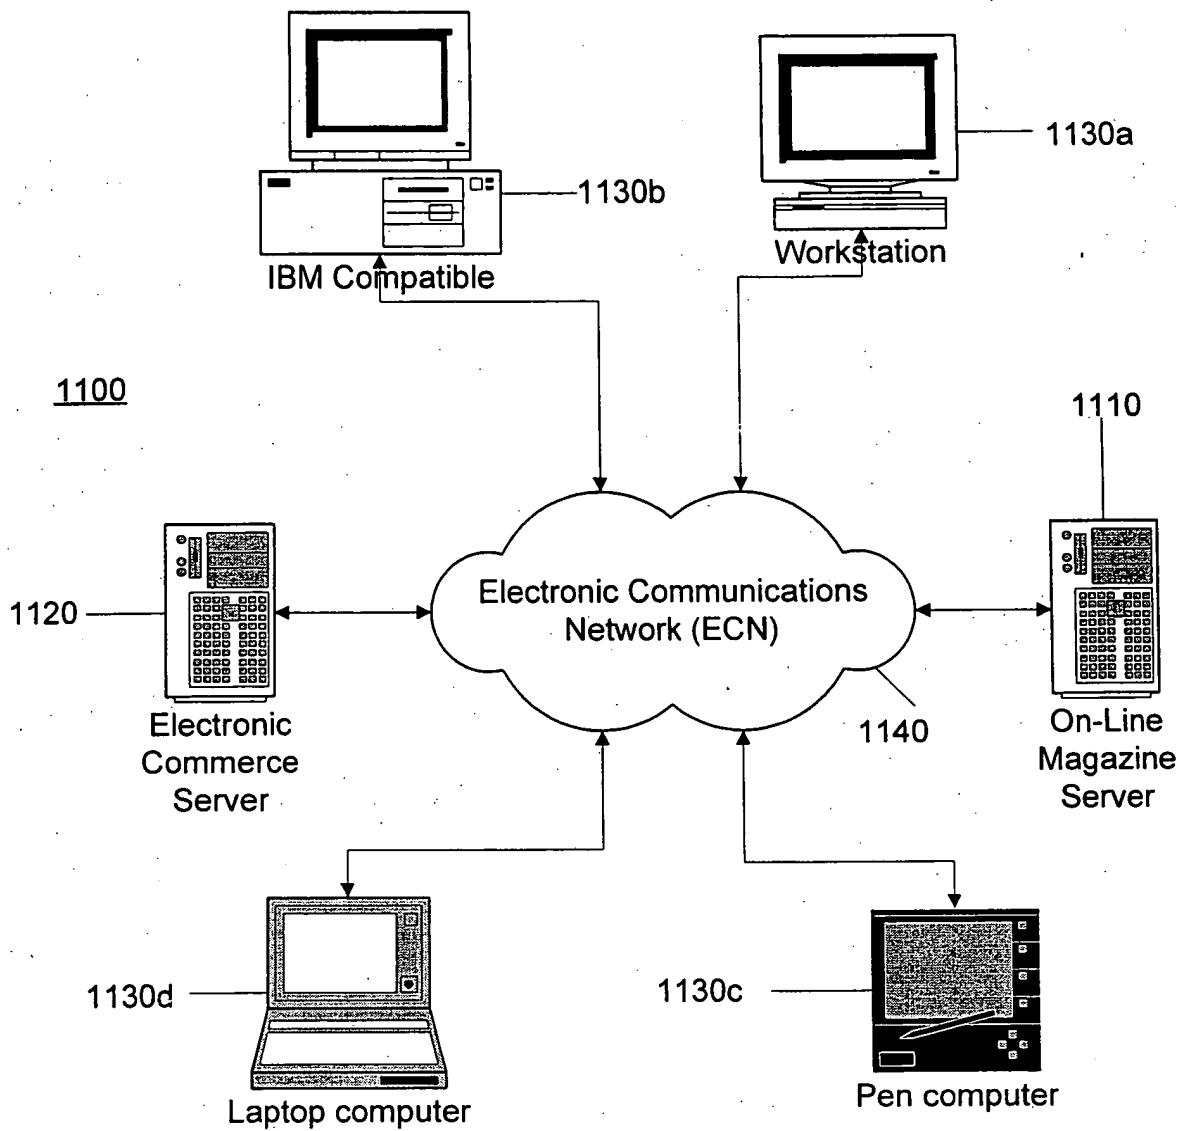 1130a
1130b
Workstation
IBM Compatible
1100
1110
Electronic Communications
Network (ECN)
1120
1140
Electronic
Commerce
Server
On-Line
Magazine
Server
1130d
1130c
Laptop computer
Pen computer